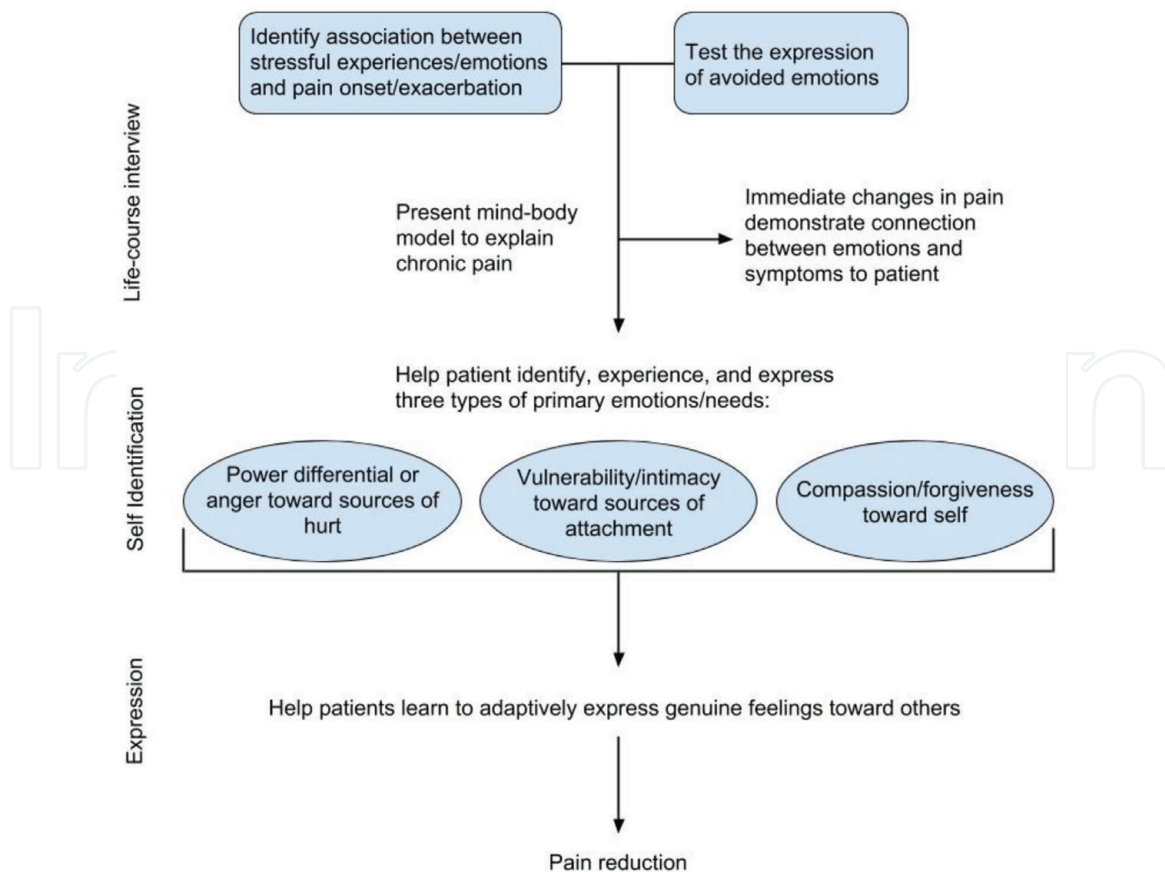 Identify association between
stressful experiences/emotions
and pain onset/exacerbation
Test the expression
of avoided emotions
Life-course interview
Present mind-body
model to explain
chronic pain
Immediate changes in pain
demonstrate connection
between emotions and
symptoms to patient
Help patient identify, experience, and express
three types of primary emotions/needs:
Self Identification
Power differential or
anger toward sources of
hurt
Vulnerability/intimacy
toward sources of
attachment
Compassion/forgiveness
toward self
Expression
Help patients learn to adaptively express genuine feelings toward others
Pain reduction